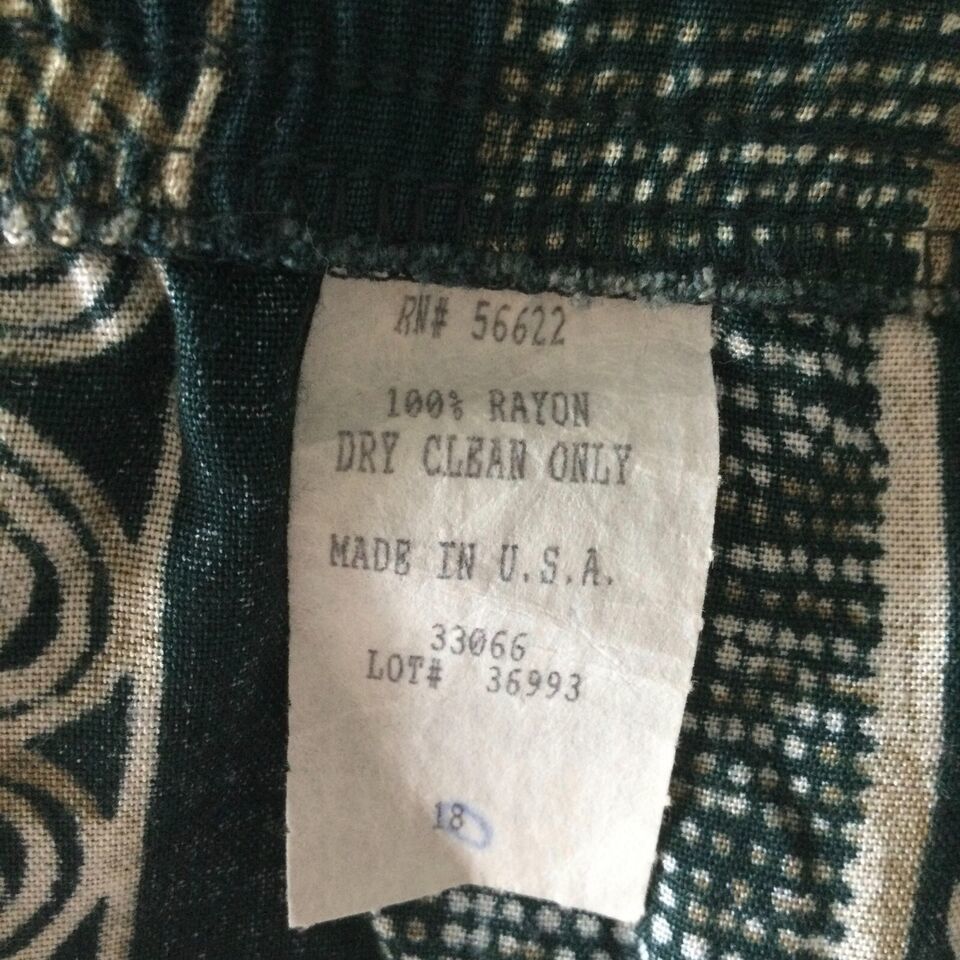 RN# 56622
100% RAYON
DRY CLEAN ONLY
MADE IN U.S.A.
33066
LOT# 36993
18